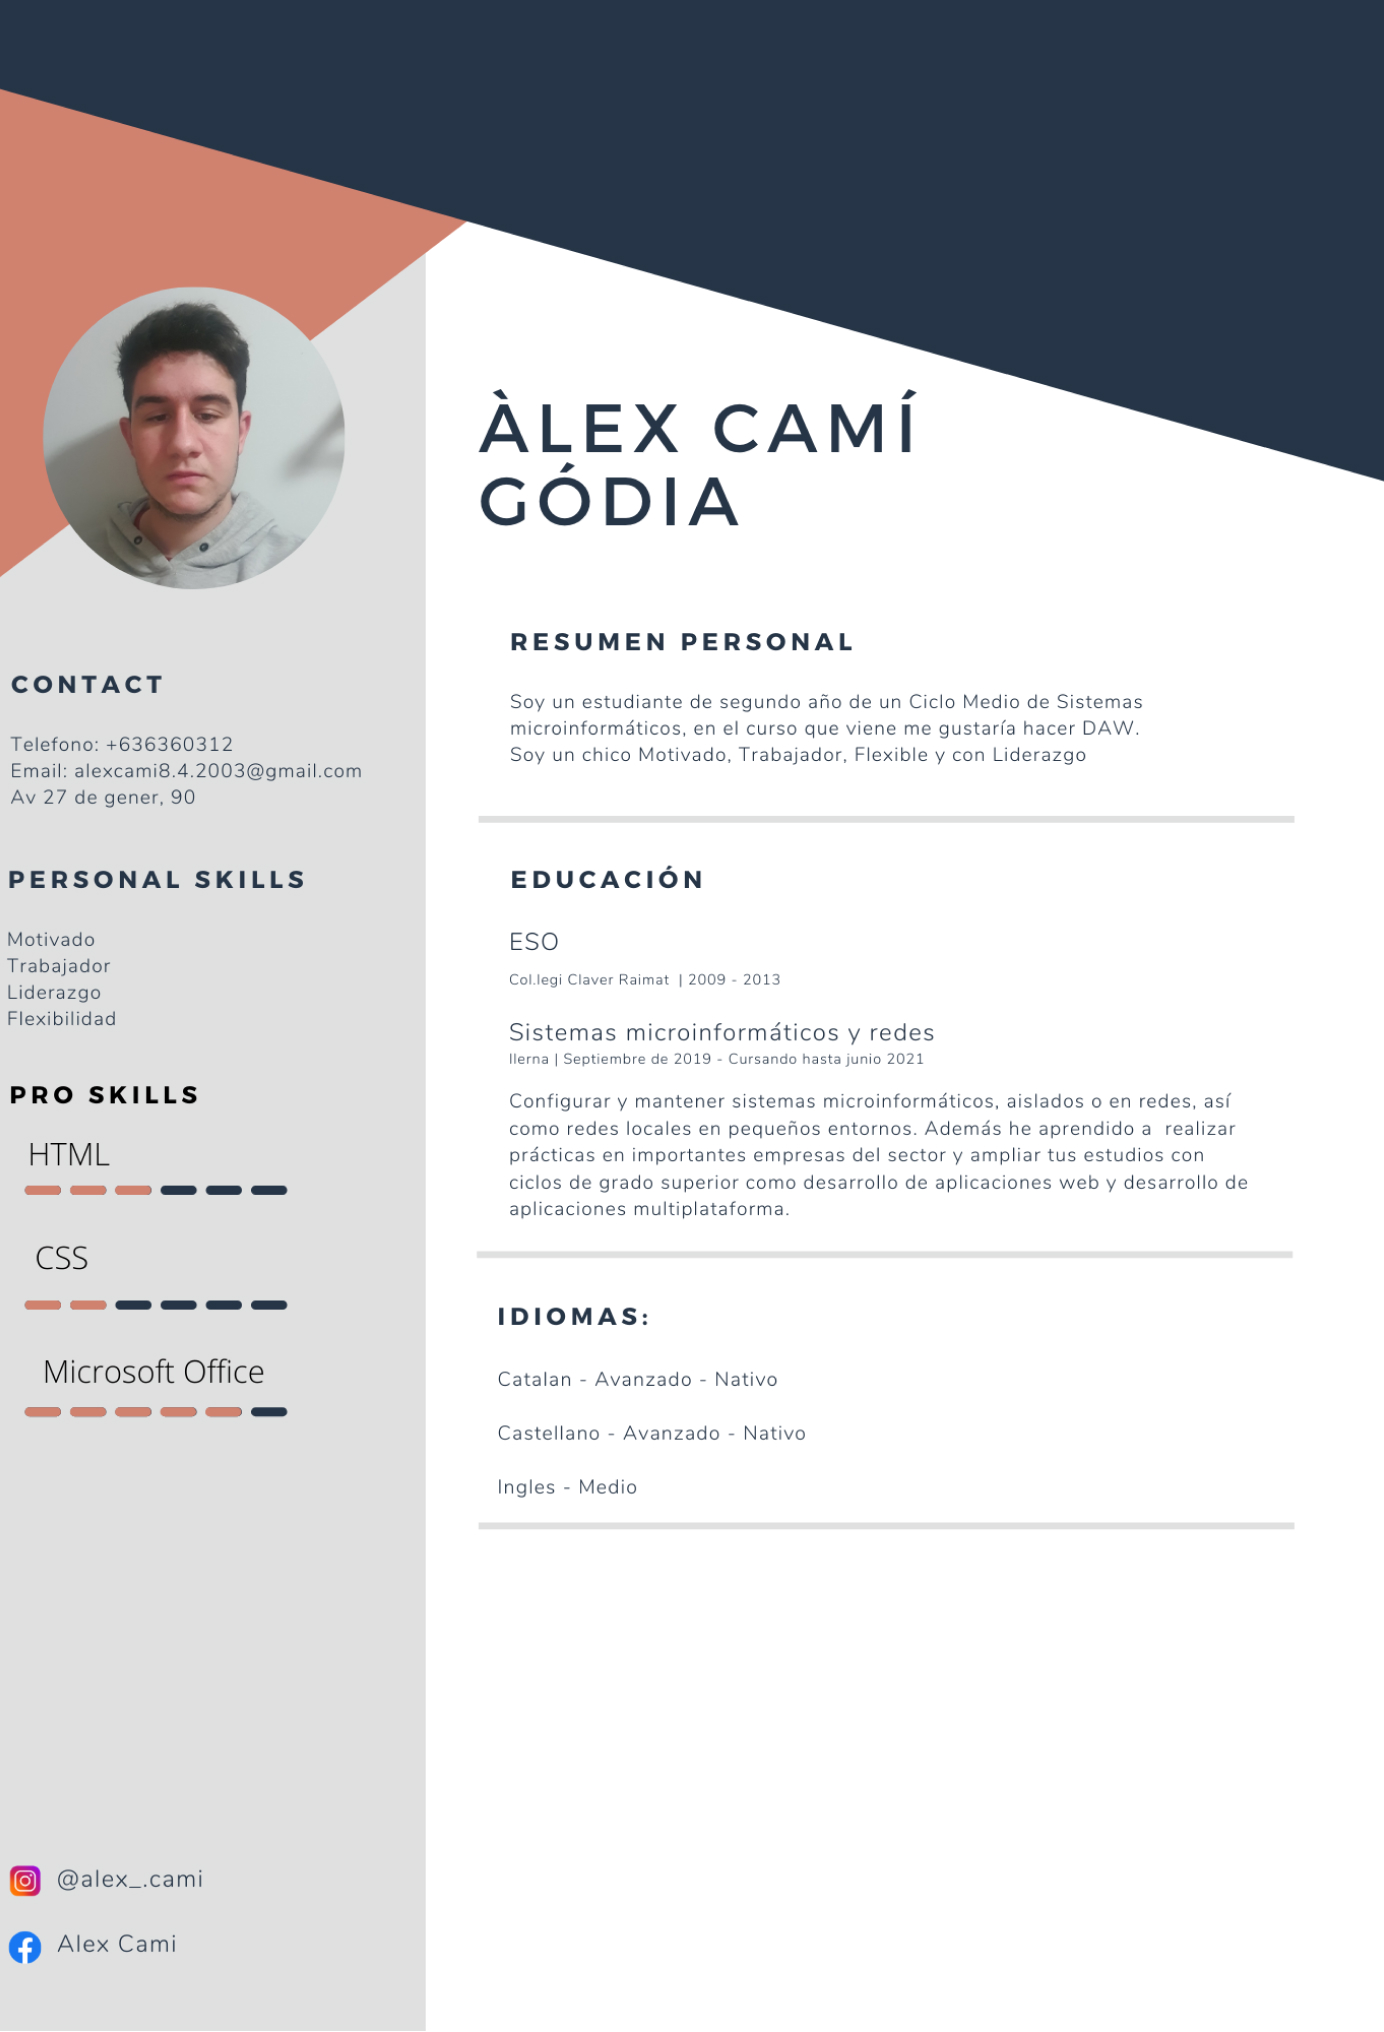 ÀLEX CAMÍ
GÓDIA
CONTACT
Telefono: +636360312
Email: alexcami8.4.2003@gmail.com
Av 27 de gener, 90
PERSONAL SKILLS
Motivado
Trabajador
Liderazgo
Flexibilidad
PRO SKILLS
HTML
CSS
Microsoft Office
@alex_.cami
Alex Cami
RESUMEN PERSONAL
Soy un estudiante de segundo año de un Ciclo Medio de Sistemas
microinformáticos, en el curso que viene me gustaría hacer DAW.
Soy un chico Motivado, Trabajador, Flexible y con Liderazgo
EDUCACIÓN
ESO
Col.legi Claver Raimat | 2009 - 2013
Sistemas microinformáticos y redes
Ilerna | Septiembre de 2019 - Cursando hasta junio 2021
Configurar y mantener sistemas microinformáticos, aislados o en redes, así
como redes locales en pequeños entornos. Además he aprendido a realizar
prácticas en importantes empresas del sector y ampliar tus estudios con
ciclos de grado superior como desarrollo de aplicaciones web y desarrollo de
aplicaciones multiplataforma.
IDIOMAS:
Catalan - Avanzado - Nativo
Castellano - Avanzado - Nativo
Ingles - Medio